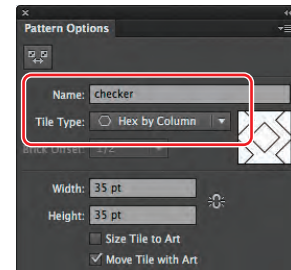 Pattern Options
Name: checker
Tile Type: Hex by Column
Brick Offset: 1/2
Width: 35 pt
Height: 35 pt
Size Tile to Art
Move Tile with Art